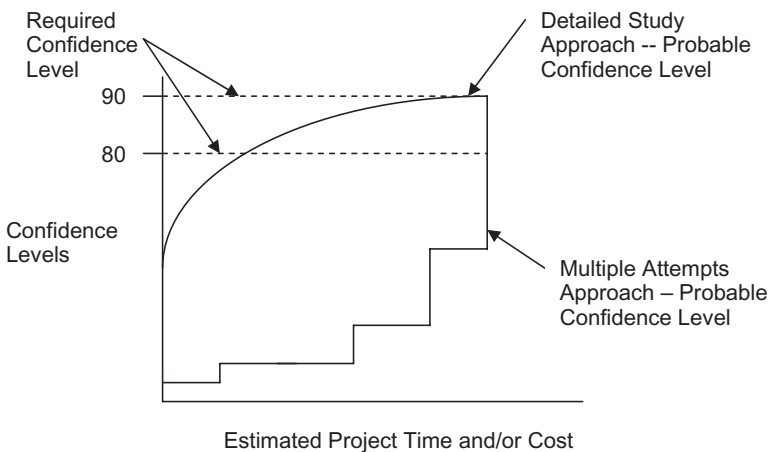 Required
Confidence
Level
Detailed Study
Approach -- Probable
Confidence Level
90
80
Confidence
Levels
Multiple Attempts
Approach – Probable
Confidence Level
Estimated Project Time and/or Cost